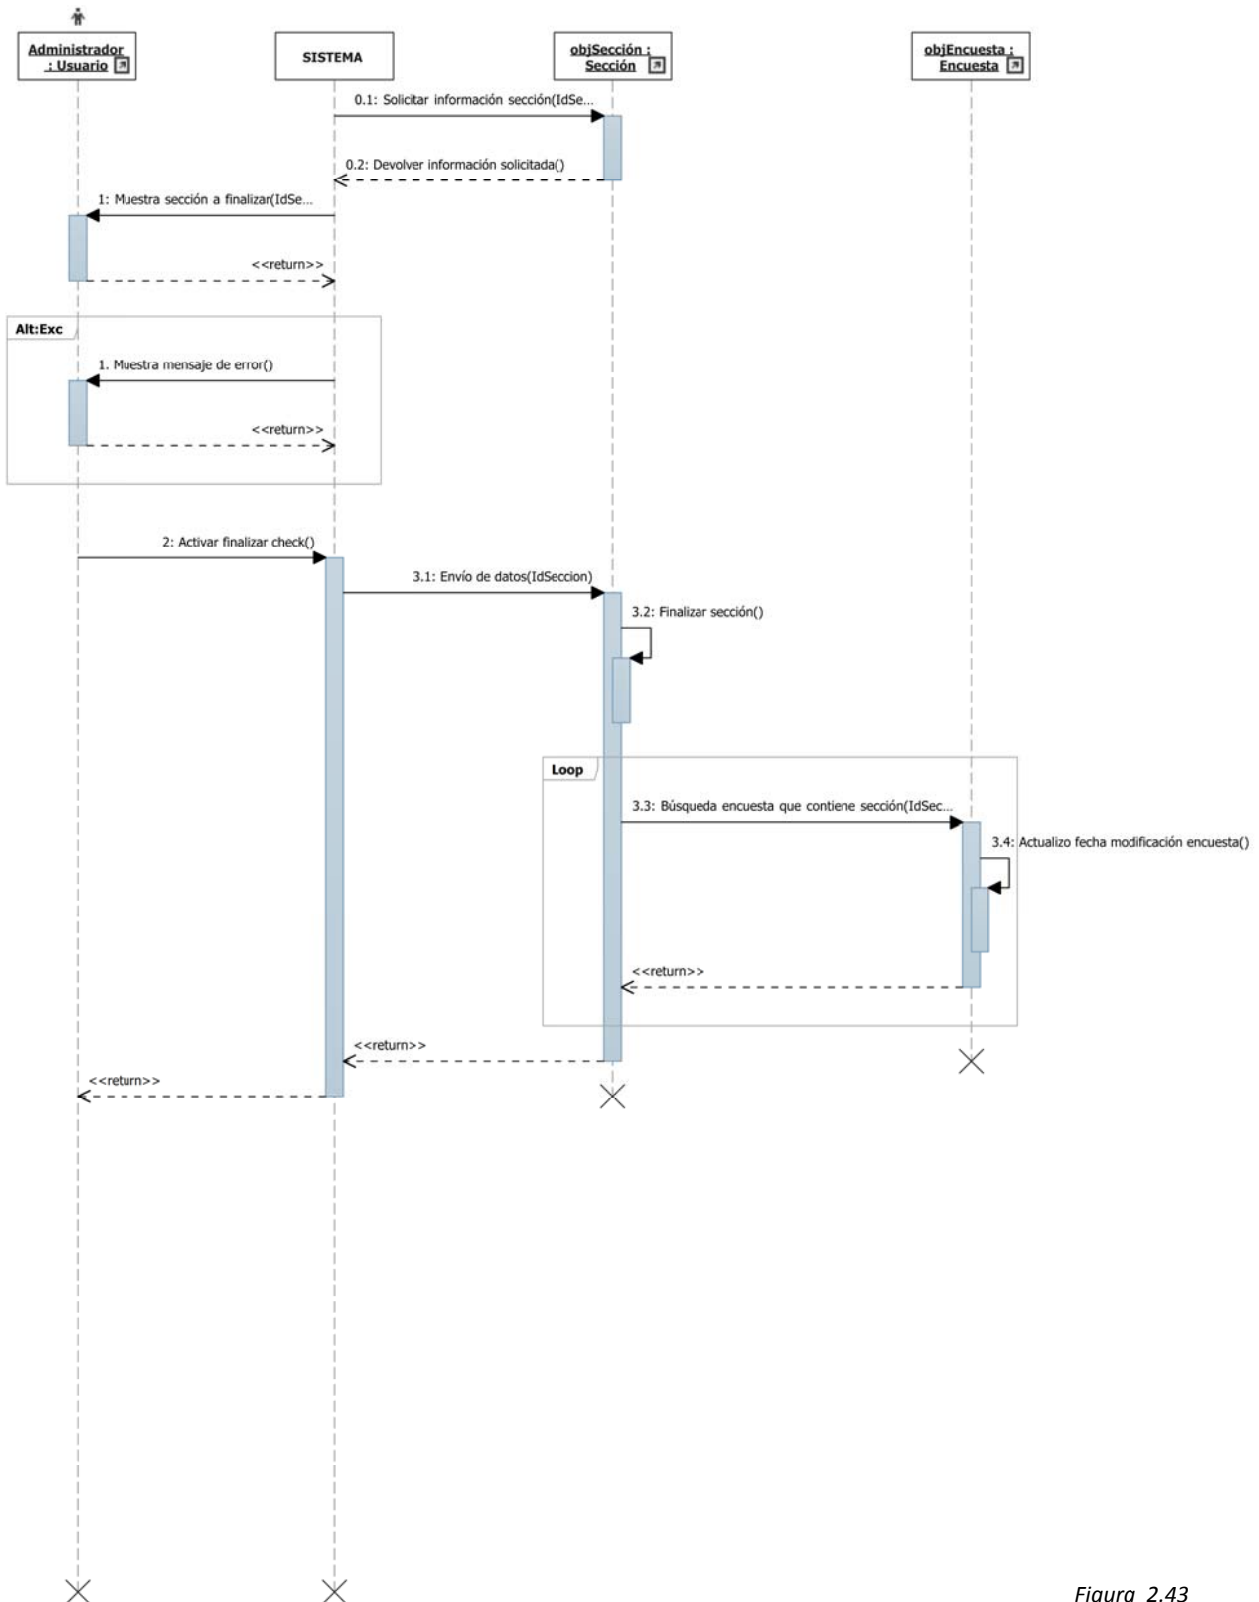 Administrador
: Usuario
SISTEMA
objSección :
Sección
objEncuesta :
Encuesta
0.1: Solicitar información sección(IdSe...
0.2: Devolver información solicitada()
1: Muestra sección a finalizar(IdSe...
<<return>>
Alt:Exc
1. Muestra mensaje de error()
<<return>>
2: Activar finalizar check()
3.1: Envío de datos(IdSeccion)
3.2: Finalizar sección()
Loop
3.3: Búsqueda encuesta que contiene sección(IdSec...
3.4: Actualizo fecha modificación encuesta()
<<return>>
<<return>>
<<return>>
Figura 2.43